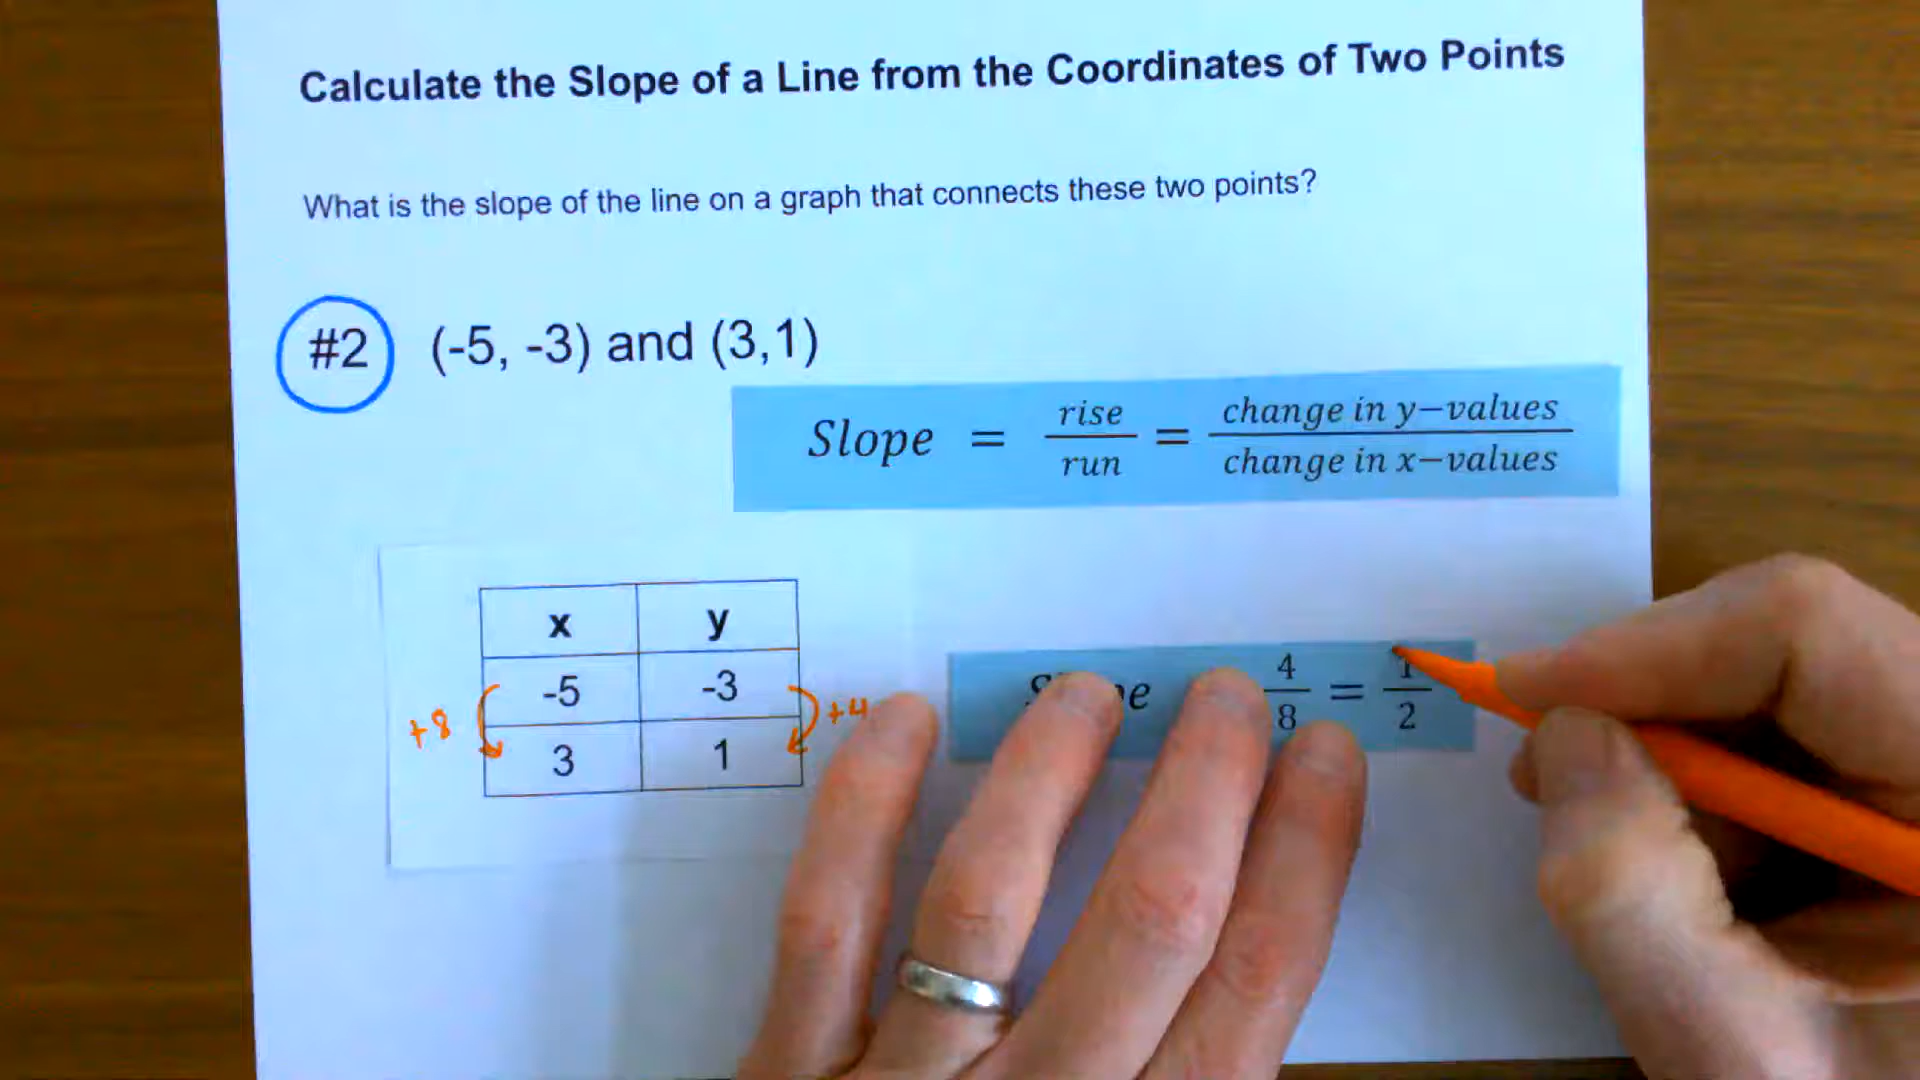 Calculate the Slope of a Line from the Coordinates of Two Points
What is the slope of the line on a graph that connects these two points?
#2 (-5, -3) and (3,1)
Slope = rise/run = change in y−values/change in x−values
x y
-5 -3
3 1
+8 +4
4/8 = 1/2